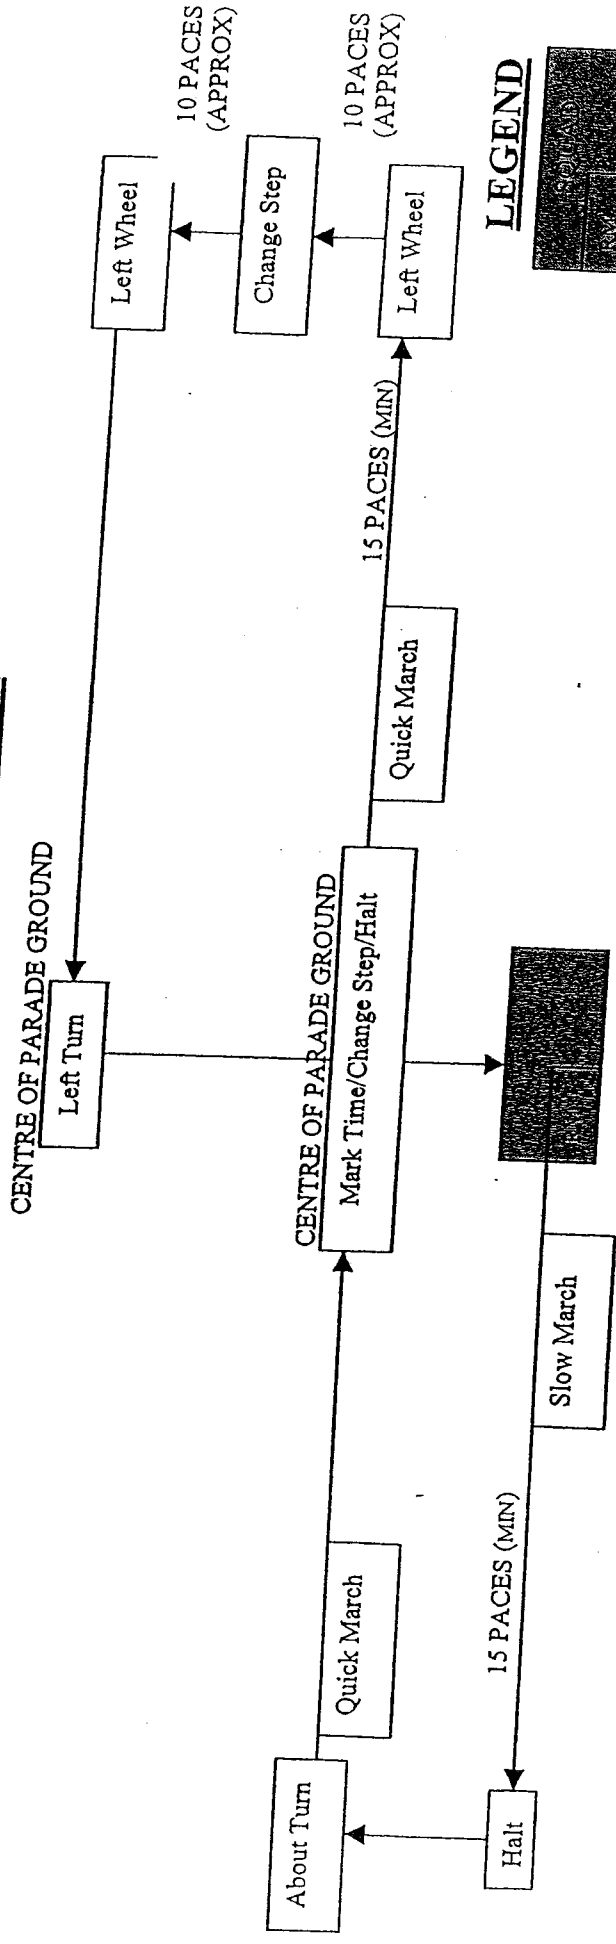 CENTRE OF PARADE GROUND
Left Turn
Left Wheel
10 PACES
(APPROX)
Change Step
10 PACES
(APPROX)
Left Wheel
15 PACES (MIN)
Quick March
CENTRE OF PARADE GROUND
Mark Time/Change Step/Halt
Quick March
About Turn
Halt
15 PACES (MIN)
Slow March
LEGEND
SQUAD